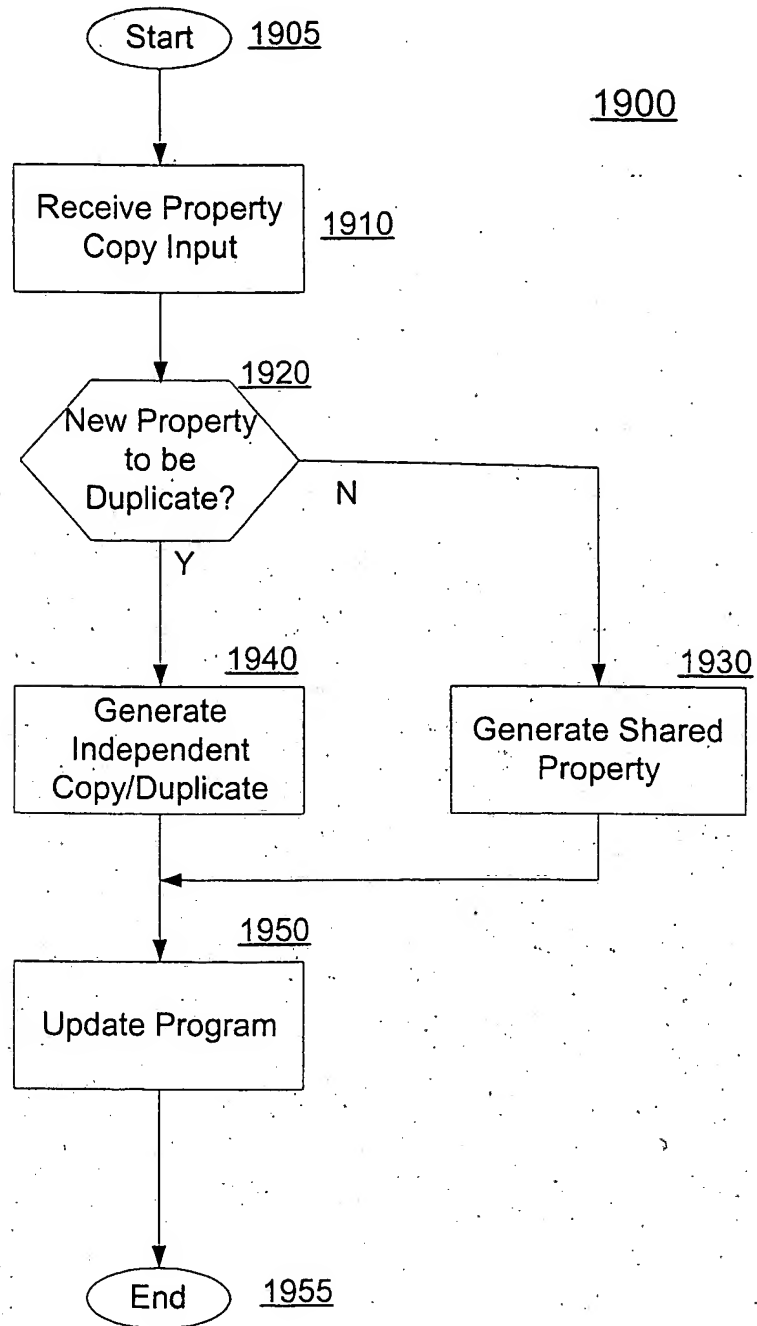 Start 1905
1900
Receive Property
Copy Input
1910
1920
New Property
to be
Duplicate?
N
Y
1940
Generate
Independent
Copy/Duplicate
1930
Generate Shared
Property
1950
Update Program
End 1955